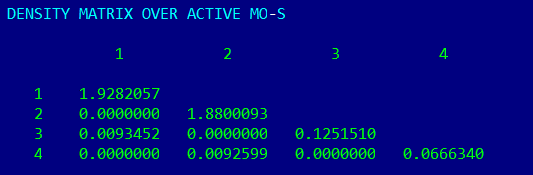 DENSITY MATRIX OVER ACTIVE MO-S
1 2 3 4
1 1.9282057
2 0.0000000 1.8800093
3 0.0093452 0.0000000 0.1251510
4 0.0000000 0.0092599 0.0000000 0.0666340